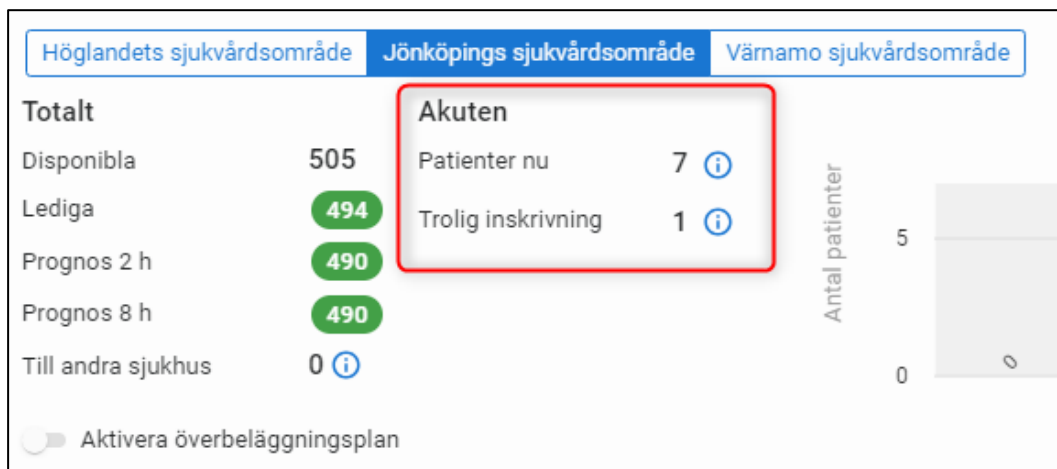 Höglandets sjukvårdsområde Jönköpings sjukvårdsområde Värnamo sjukvårdsområde
Totalt
Disponibla 505
Lediga 494
Prognos 2 h 490
Prognos 8 h 490
Till andra sjukhus 0
Aktivera överbeläggningsplan
Akuten
Patienter nu 7
Trolig inskrivning 1
Antal patienter
5
0
0